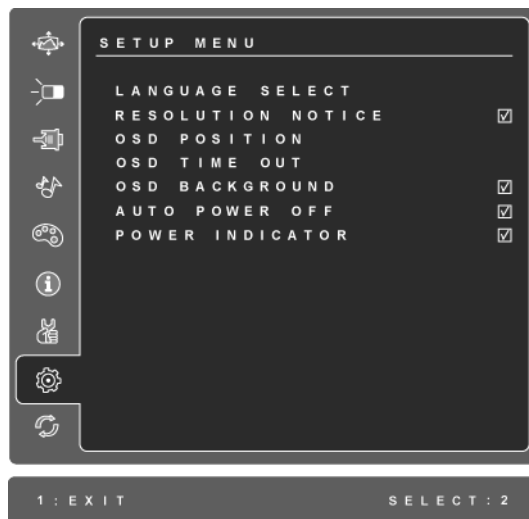 SETUP MENU
LANGUAGE SELECT
RESOLUTION NOTICE ☑
OSD POSITION
OSD TIME OUT
OSD BACKGROUND ☑
AUTO POWER OFF ☑
POWER INDICATOR ☑
1:EXIT SELECT:2